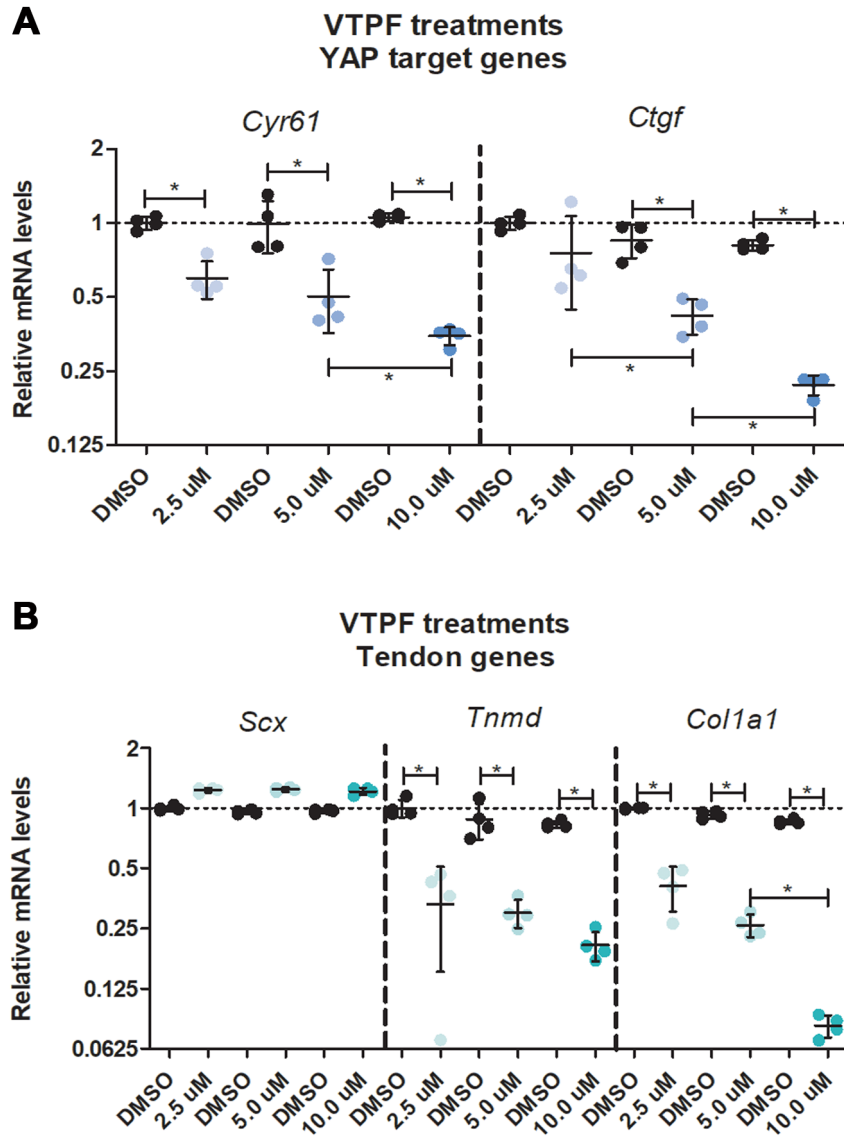 A
VTPF treatments
YAP target genes
Cyr61
Ctgf
Relative mRNA levels
2
1
0.5
0.25
0.125
* * * * * * * *
DMSO 2.5 uM DMSO 5.0 uM DMSO 10.0 uM DMSO 2.5 uM DMSO 5.0 uM DMSO 10.0 uM
B
VTPF treatments
Tendon genes
Scx
Tnmd
Col1a1
Relative mRNA levels
2
1
0.5
0.25
0.125
0.0625
* * * * * * *
DMSO 2.5 uM DMSO 5.0 uM DMSO 10.0 uM DMSO 2.5 uM DMSO 5.0 uM DMSO 10.0 uM DMSO 2.5 uM DMSO 5.0 uM DMSO 10.0 uM